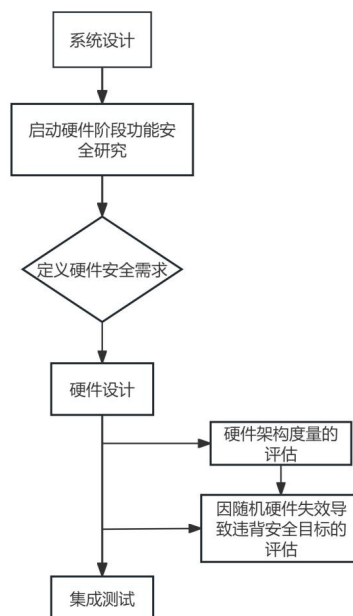 系统设计
启动硬件阶段功能安
全研究
定义硬件安全需求
硬件设计
硬件架构度量的
评估
因随机硬件失效导
致违背安全目标的
评估
集成测试